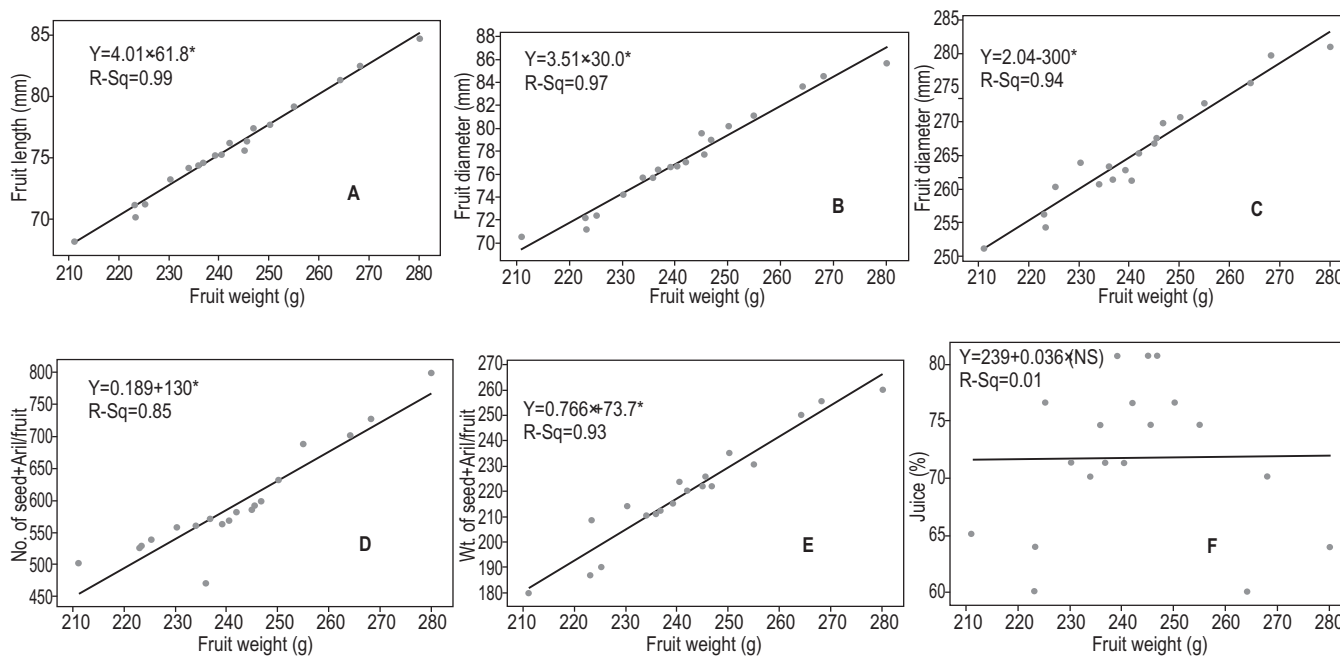 Y=4.01×61.8*
R-Sq=0.99
A
Fruit length (mm)
85
80
75
70
210 220 230 240 250 260 270 280
Fruit weight (g)
Y=3.51×30.0*
R-Sq=0.97
B
Fruit diameter (mm)
88
86
84
82
80
78
76
74
72
70
210 220 230 240 250 260 270 280
Fruit weight (g)
Y=2.04-300*
R-Sq=0.94
C
Fruit diameter (mm)
285
280
275
270
265
260
255
250
210 220 230 240 250 260 270 280
Fruit weight (g)
Y=0.189+130*
R-Sq=0.85
D
No. of seed+Aril/fruit
800
750
700
650
600
550
500
450
210 220 230 240 250 260 270 280
Fruit weight (g)
Y=0.766×+73.7*
R-Sq=0.93
E
Wt. of seed+Aril/fruit
270
260
250
240
230
220
210
200
190
180
210 220 230 240 250 260 270 280
Fruit weight (g)
Y=239+0.036×(NS)
R-Sq=0.01
F
Juice (%)
80
75
70
65
60
210 220 230 240 250 260 270 280
Fruit weight (g)